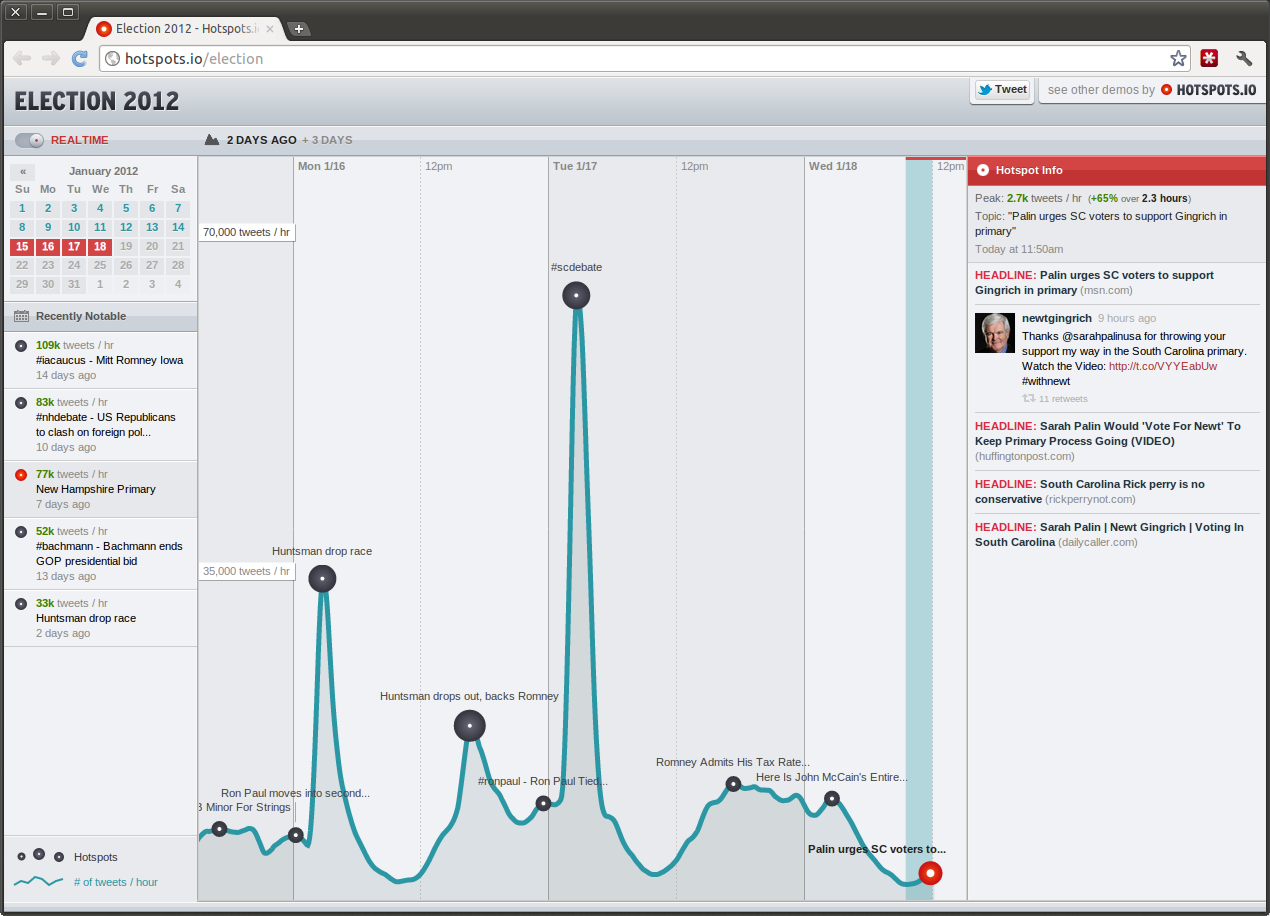 Election 2012 - Hotspots.i
hotspots.io/election
ELECTION 2012
Tweet
see other demos by HOTSPOTS.IO
REALTIME
2 DAYS AGO + 3 DAYS
« January 2012
Su Mo Tu We Th Fr Sa
1 2 3 4 5 6 7
8 9 10 11 12 13 14
15 16 17 18 19 20 21
22 23 24 25 26 27 28
29 30 31 1 2 3 4
Recently Notable
109k tweets / hr
#iacaucus - Mitt Romney Iowa
14 days ago
83k tweets / hr
#nhdebate - US Republicans
to clash on foreign pol...
10 days ago
77k tweets / hr
New Hampshire Primary
7 days ago
52k tweets / hr
#bachmann - Bachmann ends
GOP presidential bid
13 days ago
33k tweets / hr
Huntsman drop race
2 days ago
Hotspots
# of tweets / hour
Mon 1/16 12pm Tue 1/17 12pm Wed 1/18 12pm
70,000 tweets / hr
#scdebate
Huntsman drop race
35,000 tweets / hr
Huntsman drops out, backs Romney
Romney Admits His Tax Rate...
Here Is John McCain's Entire...
#ronpaul - Ron Paul Tied...
Ron Paul moves into second...
B Minor For Strings
Palin urges SC voters to...
Hotspot Info
Peak: 2.7k tweets / hr (+65% over 2.3 hours)
Topic: "Palin urges SC voters to support Gingrich in
primary"
Today at 11:50am
HEADLINE: Palin urges SC voters to support
Gingrich in primary (msn.com)
newtgingrich 9 hours ago
Thanks @sarahpalinusa for throwing your
support my way in the South Carolina primary.
Watch the Video: http://t.co/VYYEabUw
#withnewt
11 retweets
HEADLINE: Sarah Palin Would 'Vote For Newt' To
Keep Primary Process Going (VIDEO)
(huffingtonpost.com)
HEADLINE: South Carolina Rick perry is no
conservative (rickperrynot.com)
HEADLINE: Sarah Palin | Newt Gingrich | Voting In
South Carolina (dailycaller.com)